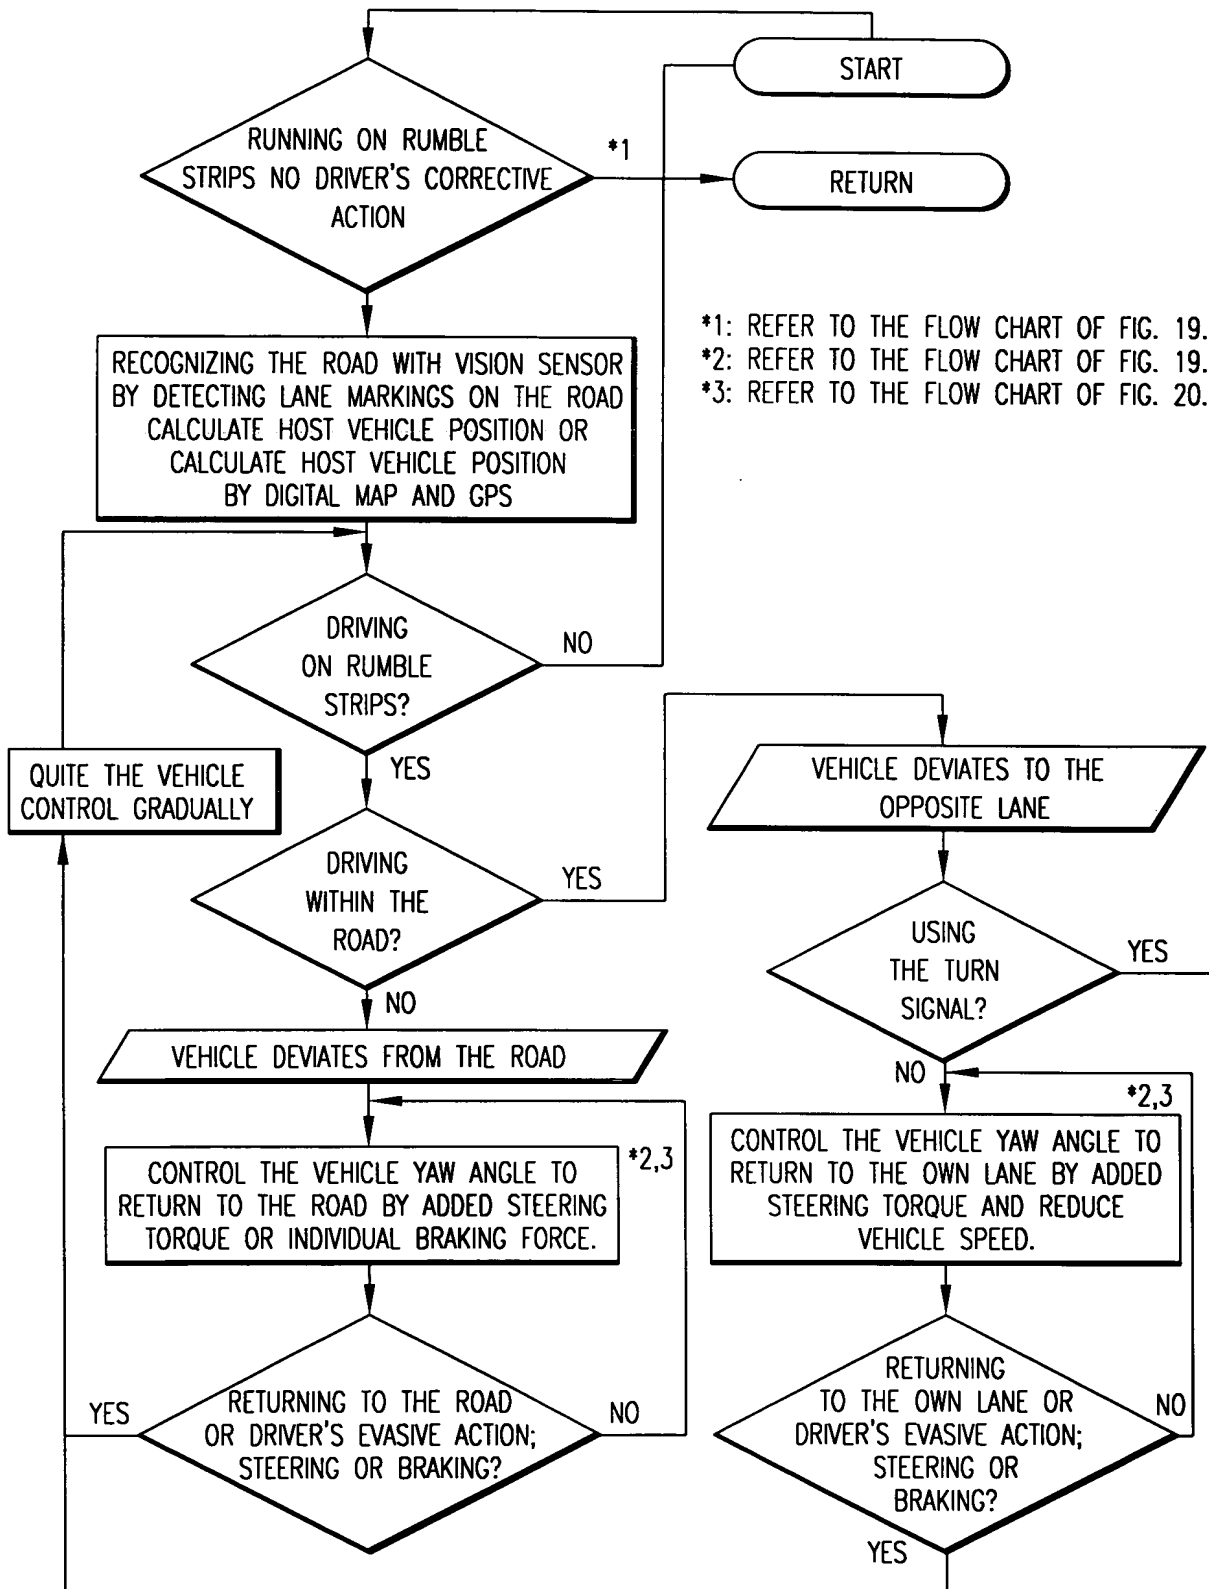 START
RUNNING ON RUMBLE
STRIPS NO DRIVER'S CORRECTIVE
ACTION
*1
RETURN
*1: REFER TO THE FLOW CHART OF FIG. 19.
*2: REFER TO THE FLOW CHART OF FIG. 19.
*3: REFER TO THE FLOW CHART OF FIG. 20.
RECOGNIZING THE ROAD WITH VISION SENSOR
BY DETECTING LANE MARKINGS ON THE ROAD
CALCULATE HOST VEHICLE POSITION OR
CALCULATE HOST VEHICLE POSITION
BY DIGITAL MAP AND GPS
DRIVING
ON RUMBLE
STRIPS?
NO
YES
QUITE THE VEHICLE
CONTROL GRADUALLY
DRIVING
WITHIN THE
ROAD?
YES
NO
VEHICLE DEVIATES TO THE
OPPOSITE LANE
USING
THE TURN
SIGNAL?
YES
NO
VEHICLE DEVIATES FROM THE ROAD
CONTROL THE VEHICLE YAW ANGLE TO
RETURN TO THE ROAD BY ADDED STEERING
TORQUE OR INDIVIDUAL BRAKING FORCE.
*2,3
*2,3
CONTROL THE VEHICLE YAW ANGLE TO
RETURN TO THE OWN LANE BY ADDED
STEERING TORQUE AND REDUCE
VEHICLE SPEED.
RETURNING TO THE ROAD
OR DRIVER'S EVASIVE ACTION;
STEERING OR BRAKING?
YES
NO
RETURNING
TO THE OWN LANE OR
DRIVER'S EVASIVE ACTION;
STEERING OR
BRAKING?
NO
YES